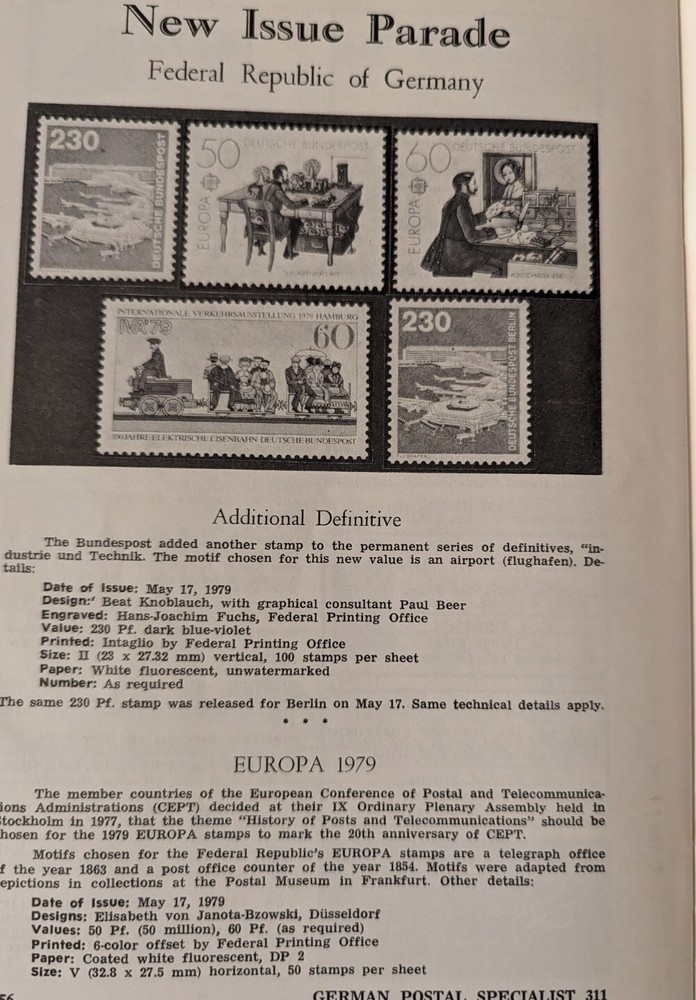 New Issue Parade
Federal Republic of Germany
230
DEUTSCHE BUNDESPOST
50 DEUTSCHE BUNDESPOST
EUROPA
60 DEUTSCHE BUNDESPOST
EUROPA
INTERNATIONALE VERKEHRSAUSSTELLUNG 1979 HAMBURG
IVA'79
60
JAHRE ELEKTRISCHE EISENBAHN·DEUTSCHE BUNDESPOST
230
DEUTSCHE BUNDESPOST BERLIN
FLUGHAFEN
Additional Definitive
The Bundespost added another stamp to the permanent series of definitives, “in-
dustrie und Technik. The motif chosen for this new value is an airport (flughafen). De-
tails:
Date of Issue: May 17, 1979
Design: Beat Knoblauch, with graphical consultant Paul Beer
Engraved: Hans-Joachim Fuchs, Federal Printing Office
Value: 230 Pf. dark blue-violet
Printed: Intaglio by Federal Printing Office
Size: II (23 x 27.32 mm) vertical, 100 stamps per sheet
Paper: White fluorescent, unwatermarked
Number: As required
The same 230 Pf. stamp was released for Berlin on May 17. Same technical details apply.
• • •
EUROPA 1979
The member countries of the European Conference of Postal and Telecommunica-
ions Administrations (CEPT) decided at their IX Ordinary Plenary Assembly held in
Stockholm in 1977, that the theme “History of Posts and Telecommunications” should be
hosen for the 1979 EUROPA stamps to mark the 20th anniversary of CEPT.
Motifs chosen for the Federal Republic's EUROPA stamps are a telegraph office
f the year 1863 and a post office counter of the year 1854. Motifs were adapted from
epictions in collections at the Postal Museum in Frankfurt. Other details:
Date of Issue: May 17, 1979
Designs: Elisabeth von Janota-Bzowski, Düsseldorf
Values: 50 Pf. (50 million), 60 Pf. (as required)
Printed: 6-color offset by Federal Printing Office
Paper: Coated white fluorescent, DP 2
Size: V (32.8 x 27.5 mm) horizontal, 50 stamps per sheet
56 GERMAN POSTAL SPECIALIST 311